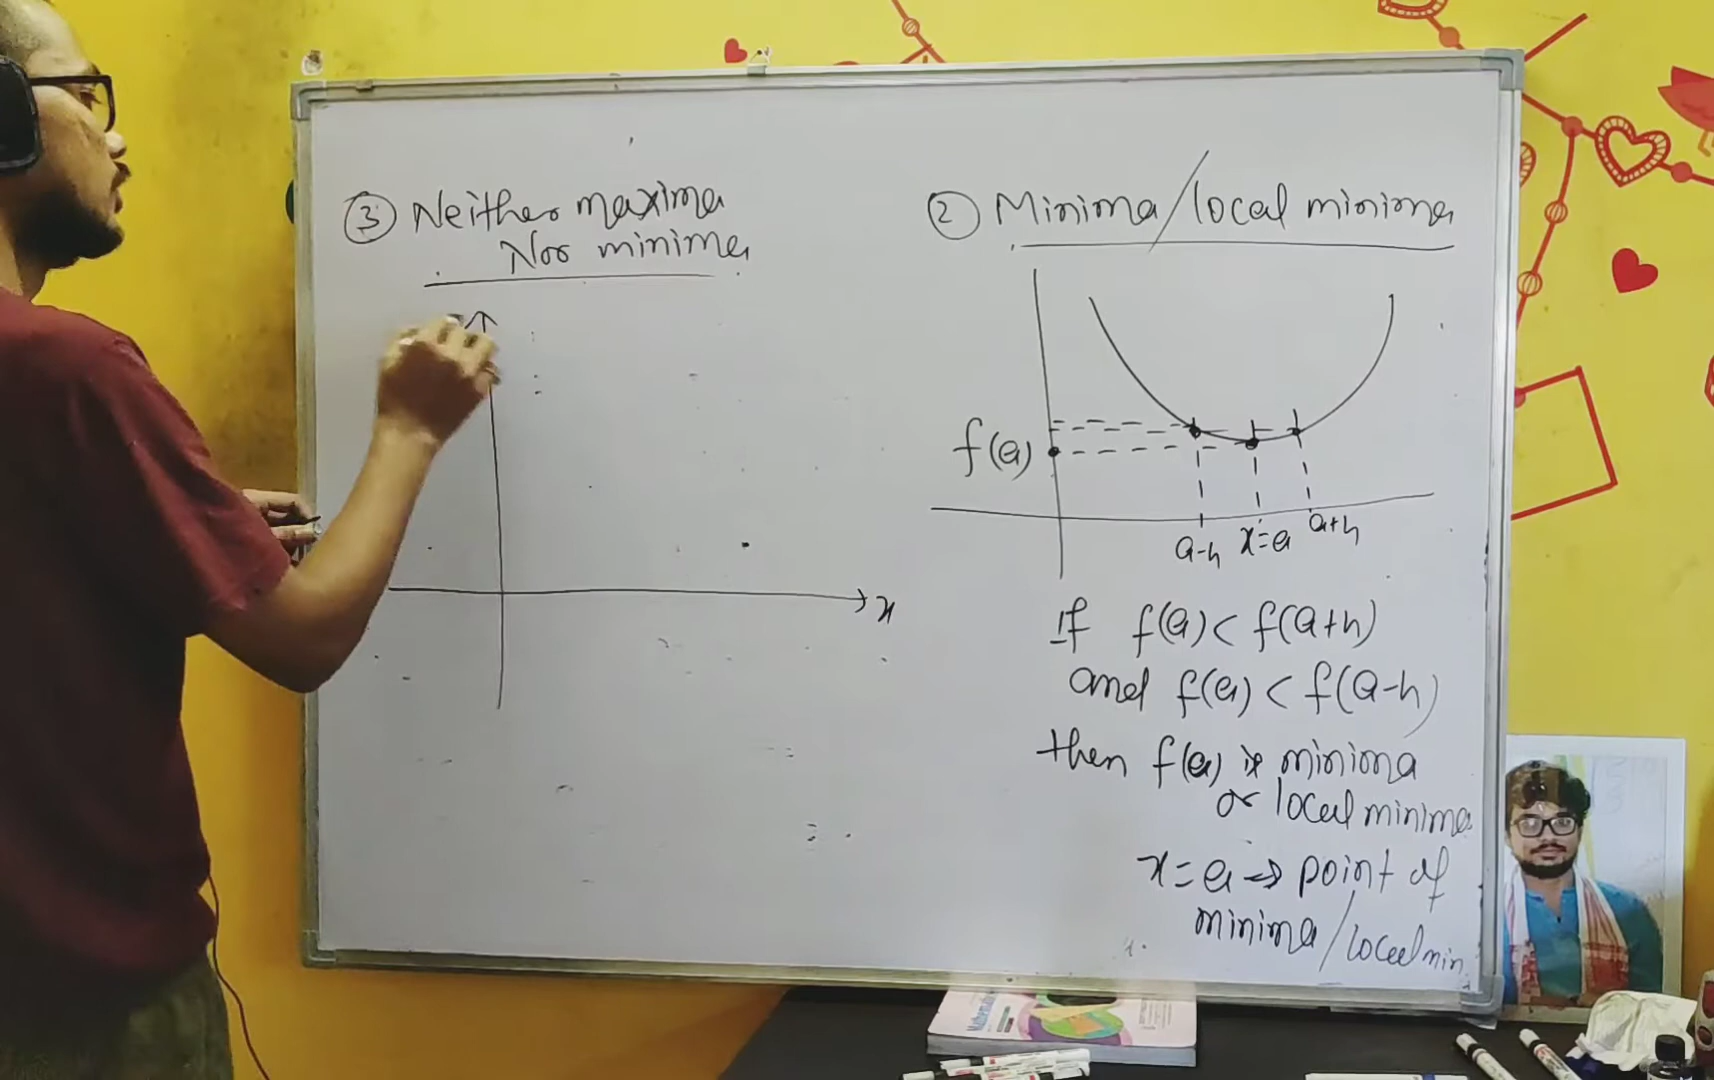 ③ Neither maxima
Nor minima
x
② Minima/local minima
f(a)
a-h x=a a+h
If f(a) < f(a+h)
and f(a) < f(a-h)
then f(a) is minima
or local minima
x=a → point of
minima/local min
Mathematics